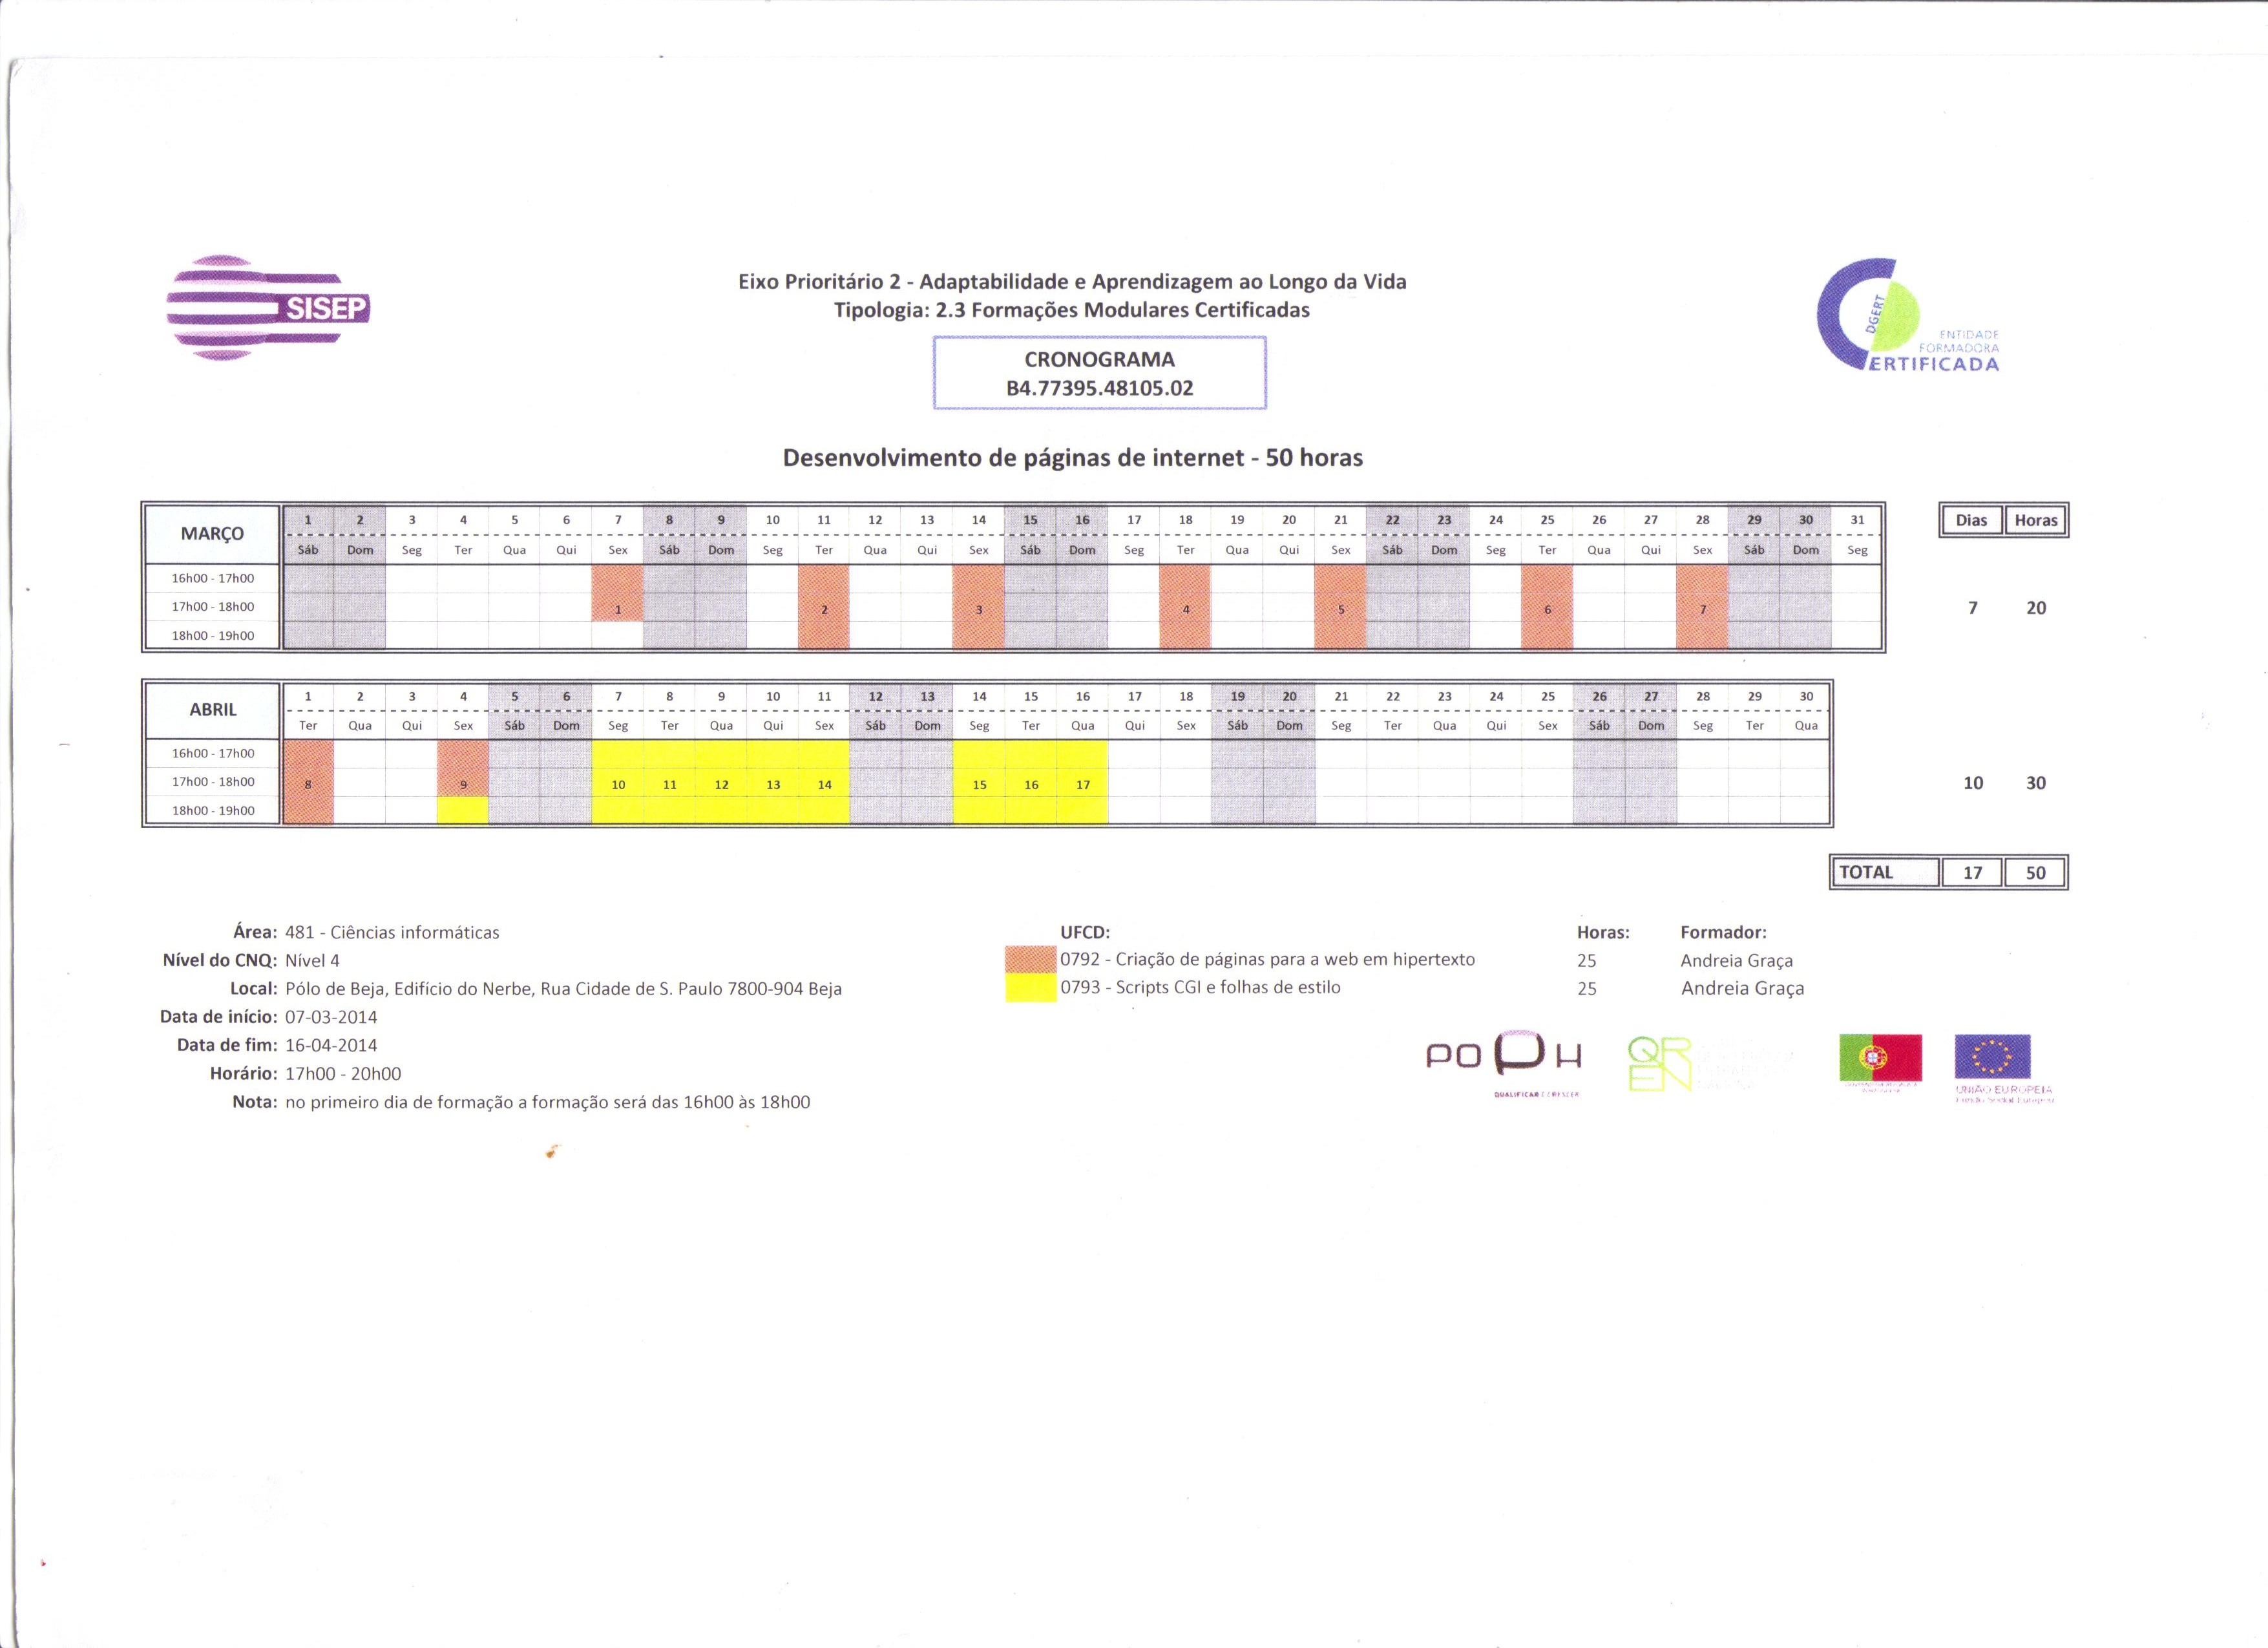 SISEP
Eixo Prioritário 2 - Adaptabilidade e Aprendizagem ao Longo da Vida
Tipologia: 2.3 Formações Modulares Certificadas
CRONOGRAMA
B4.77395.48105.02
DGERT
ENTIDADE
FORMADORA
CERTIFICADA
Desenvolvimento de páginas de internet - 50 horas
MARÇO 1 2 3 4 5 6 7 8 9 10 11 12 13 14 15 16 17 18 19 20 21 22 23 24 25 26 27 28 29 30 31 Dias Horas
Sáb Dom Seg Ter Qua Qui Sex Sáb Dom Seg Ter Qua Qui Sex Sáb Dom Seg Ter Qua Qui Sex Sáb Dom Seg Ter Qua Qui Sex Sáb Dom Seg
16h00 - 17h00
17h00 - 18h00 1 2 3 4 5 6 7 7 20
18h00 - 19h00
ABRIL 1 2 3 4 5 6 7 8 9 10 11 12 13 14 15 16 17 18 19 20 21 22 23 24 25 26 27 28 29 30
Ter Qua Qui Sex Sáb Dom Seg Ter Qua Qui Sex Sáb Dom Seg Ter Qua Qui Sex Sáb Dom Seg Ter Qua Qui Sex Sáb Dom Seg Ter Qua
16h00 - 17h00
17h00 - 18h00 8 9 10 11 12 13 14 15 16 17 10 30
18h00 - 19h00
TOTAL 17 50
Área: 481 - Ciências informáticas
Nível do CNQ: Nível 4
Local: Pólo de Beja, Edifício do Nerbe, Rua Cidade de S. Paulo 7800-904 Beja
Data de início: 07-03-2014
Data de fim: 16-04-2014
Horário: 17h00 - 20h00
Nota: no primeiro dia de formação a formação será das 16h00 às 18h00
UFCD: Horas: Formador:
0792 - Criação de páginas para a web em hipertexto 25 Andreia Graça
0793 - Scripts CGI e folhas de estilo 25 Andreia Graça
POPH
QUALIFICAR É CRESCER
QREN
UNIÃO EUROPEIA
Fundo Social Europeu